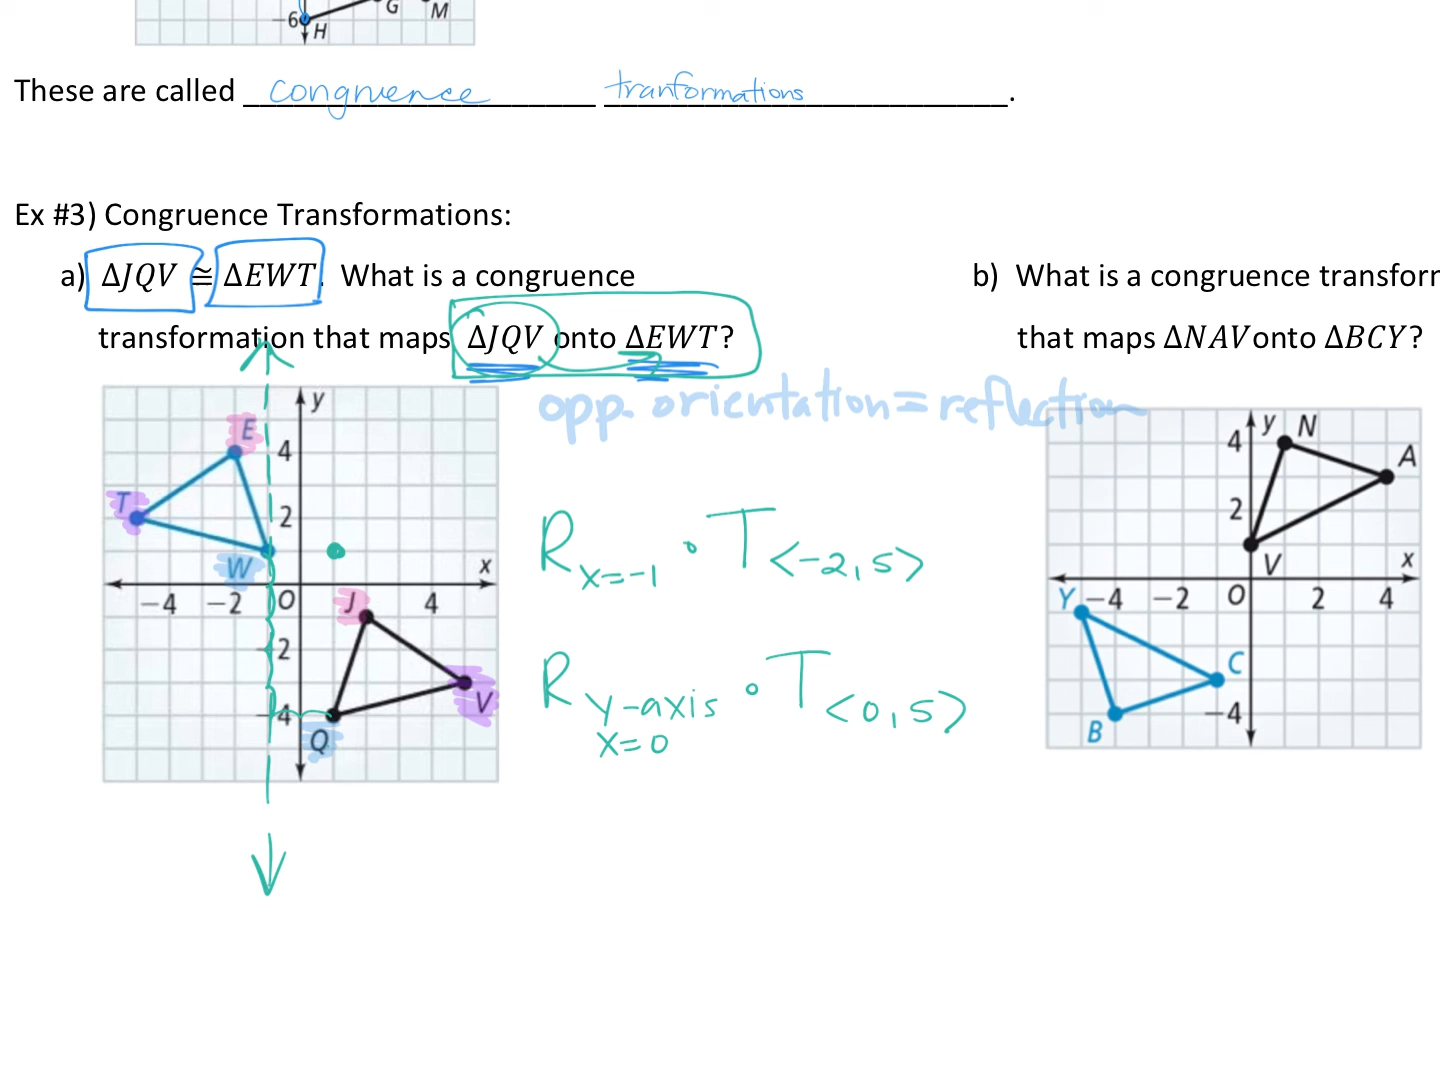 -6 H G M
These are called congruence tranformations.
Ex #3) Congruence Transformations:
a) ΔJQV ≅ ΔEWT. What is a congruence
transformation that maps ΔJQV onto ΔEWT?
opp. orientation = reflection
y
E
4
T
2
W
x
-4 -2 O J 4
-2
V
-4
Q
R x=-1 ∘ T <-2,5>
R y-axis ∘ T <0,5>
x=0
b) What is a congruence transfor
that maps ΔNAV onto ΔBCY?
y N
4
A
2
V
x
Y -4 -2 O 2 4
C
-4
B